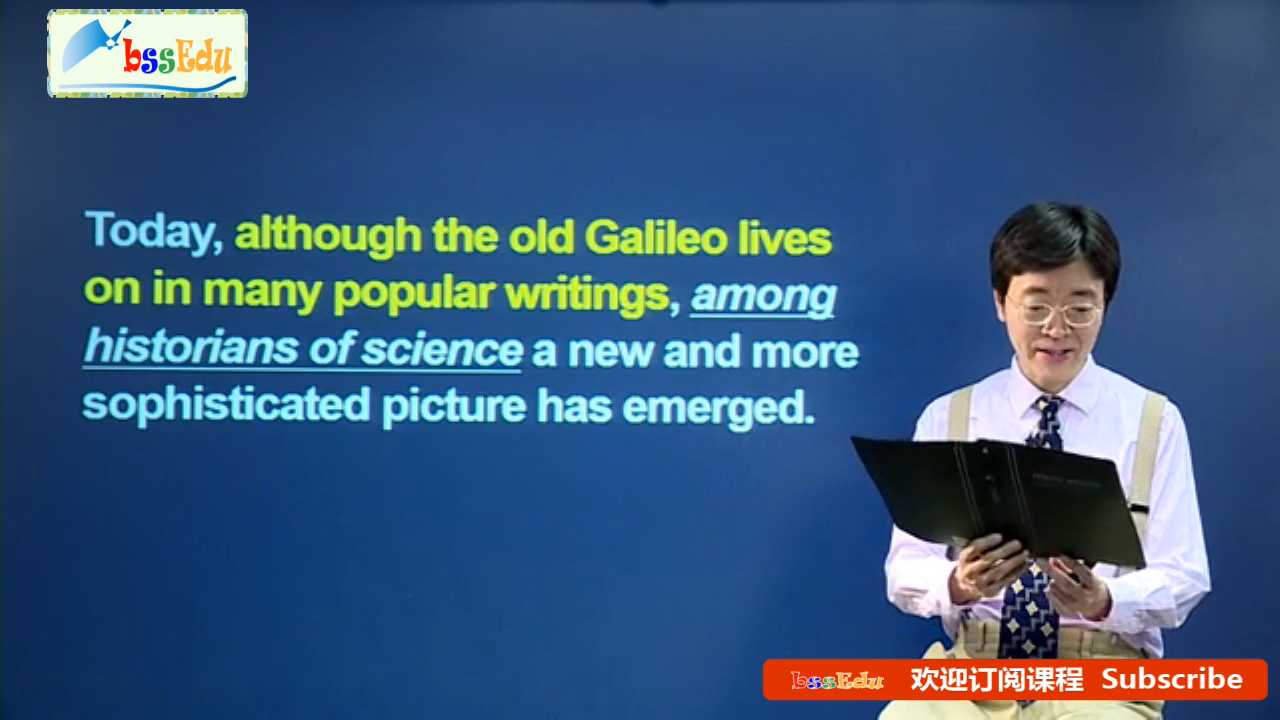 bssEdu
Today, although the old Galileo lives
on in many popular writings, among
historians of science a new and more
sophisticated picture has emerged.
bssEdu 欢迎订阅课程 Subscribe